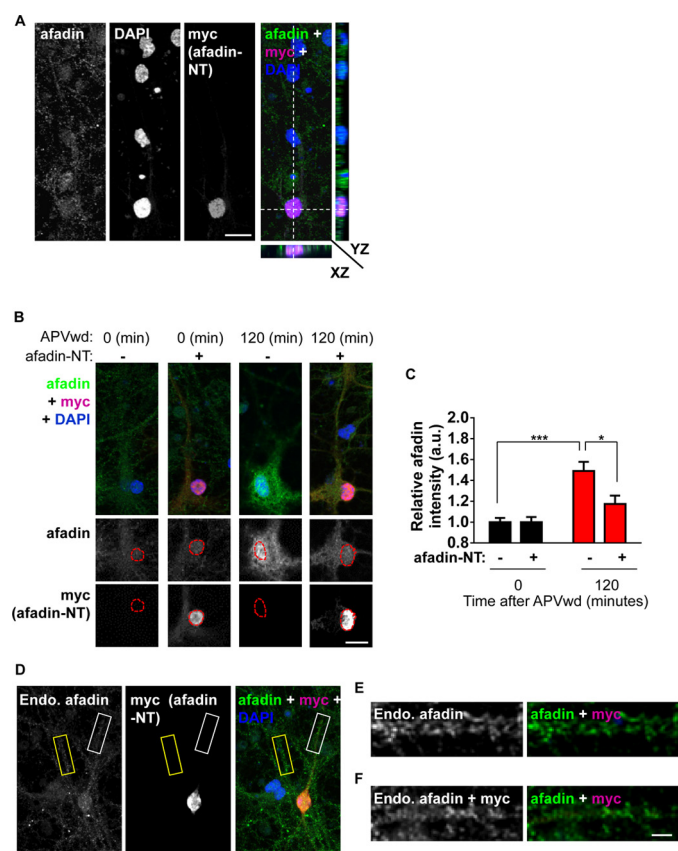 A
afadin
DAPI
myc
(afadin-
NT)
afadin +
myc +
DAPI
YZ
XZ
B
APVwd: 0 (min) 0 (min) 120 (min) 120 (min)
afadin-NT: - + - +
afadin
+ myc
+ DAPI
afadin
myc
(afadin-NT)
C
Relative afadin
intensity (a.u.)
2.0
1.8
1.6
1.4
1.2
1.0
0.8
*** *
afadin-NT: - + - +
0 120
Time after APVwd (minutes)
D
Endo. afadin
myc (afadin
-NT)
afadin + myc +
DAPI
E
Endo. afadin
afadin + myc
F
Endo. afadin + myc
afadin + myc